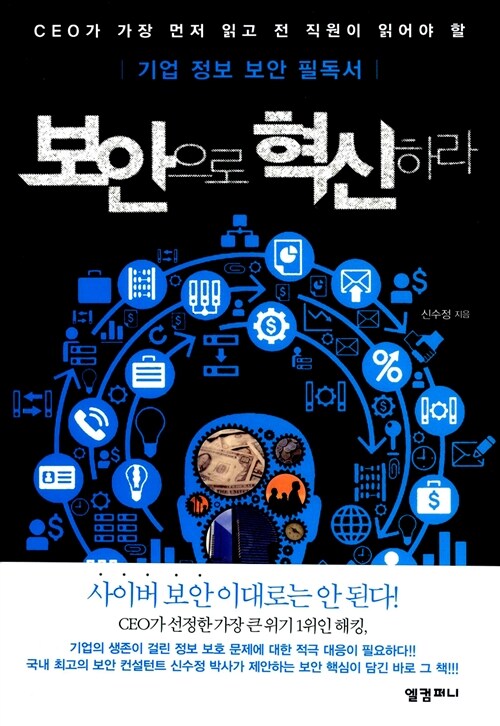 CEO가 가장 먼저 읽고 전 직원이 읽어야 할
| 기업 정보 보안 필독서 |
보안으로 혁신하라
신수정 지음
사이버 보안 이대로는 안 된다!
CEO가 선정한 가장 큰 위기 1위인 해킹,
기업의 생존이 걸린 정보 보호 문제에 대한 적극 대응이 필요하다!!
국내 최고의 보안 컨설턴트 신수정 박사가 제안하는 보안 핵심이 담긴 바로 그 책!!!
엘컴퍼니